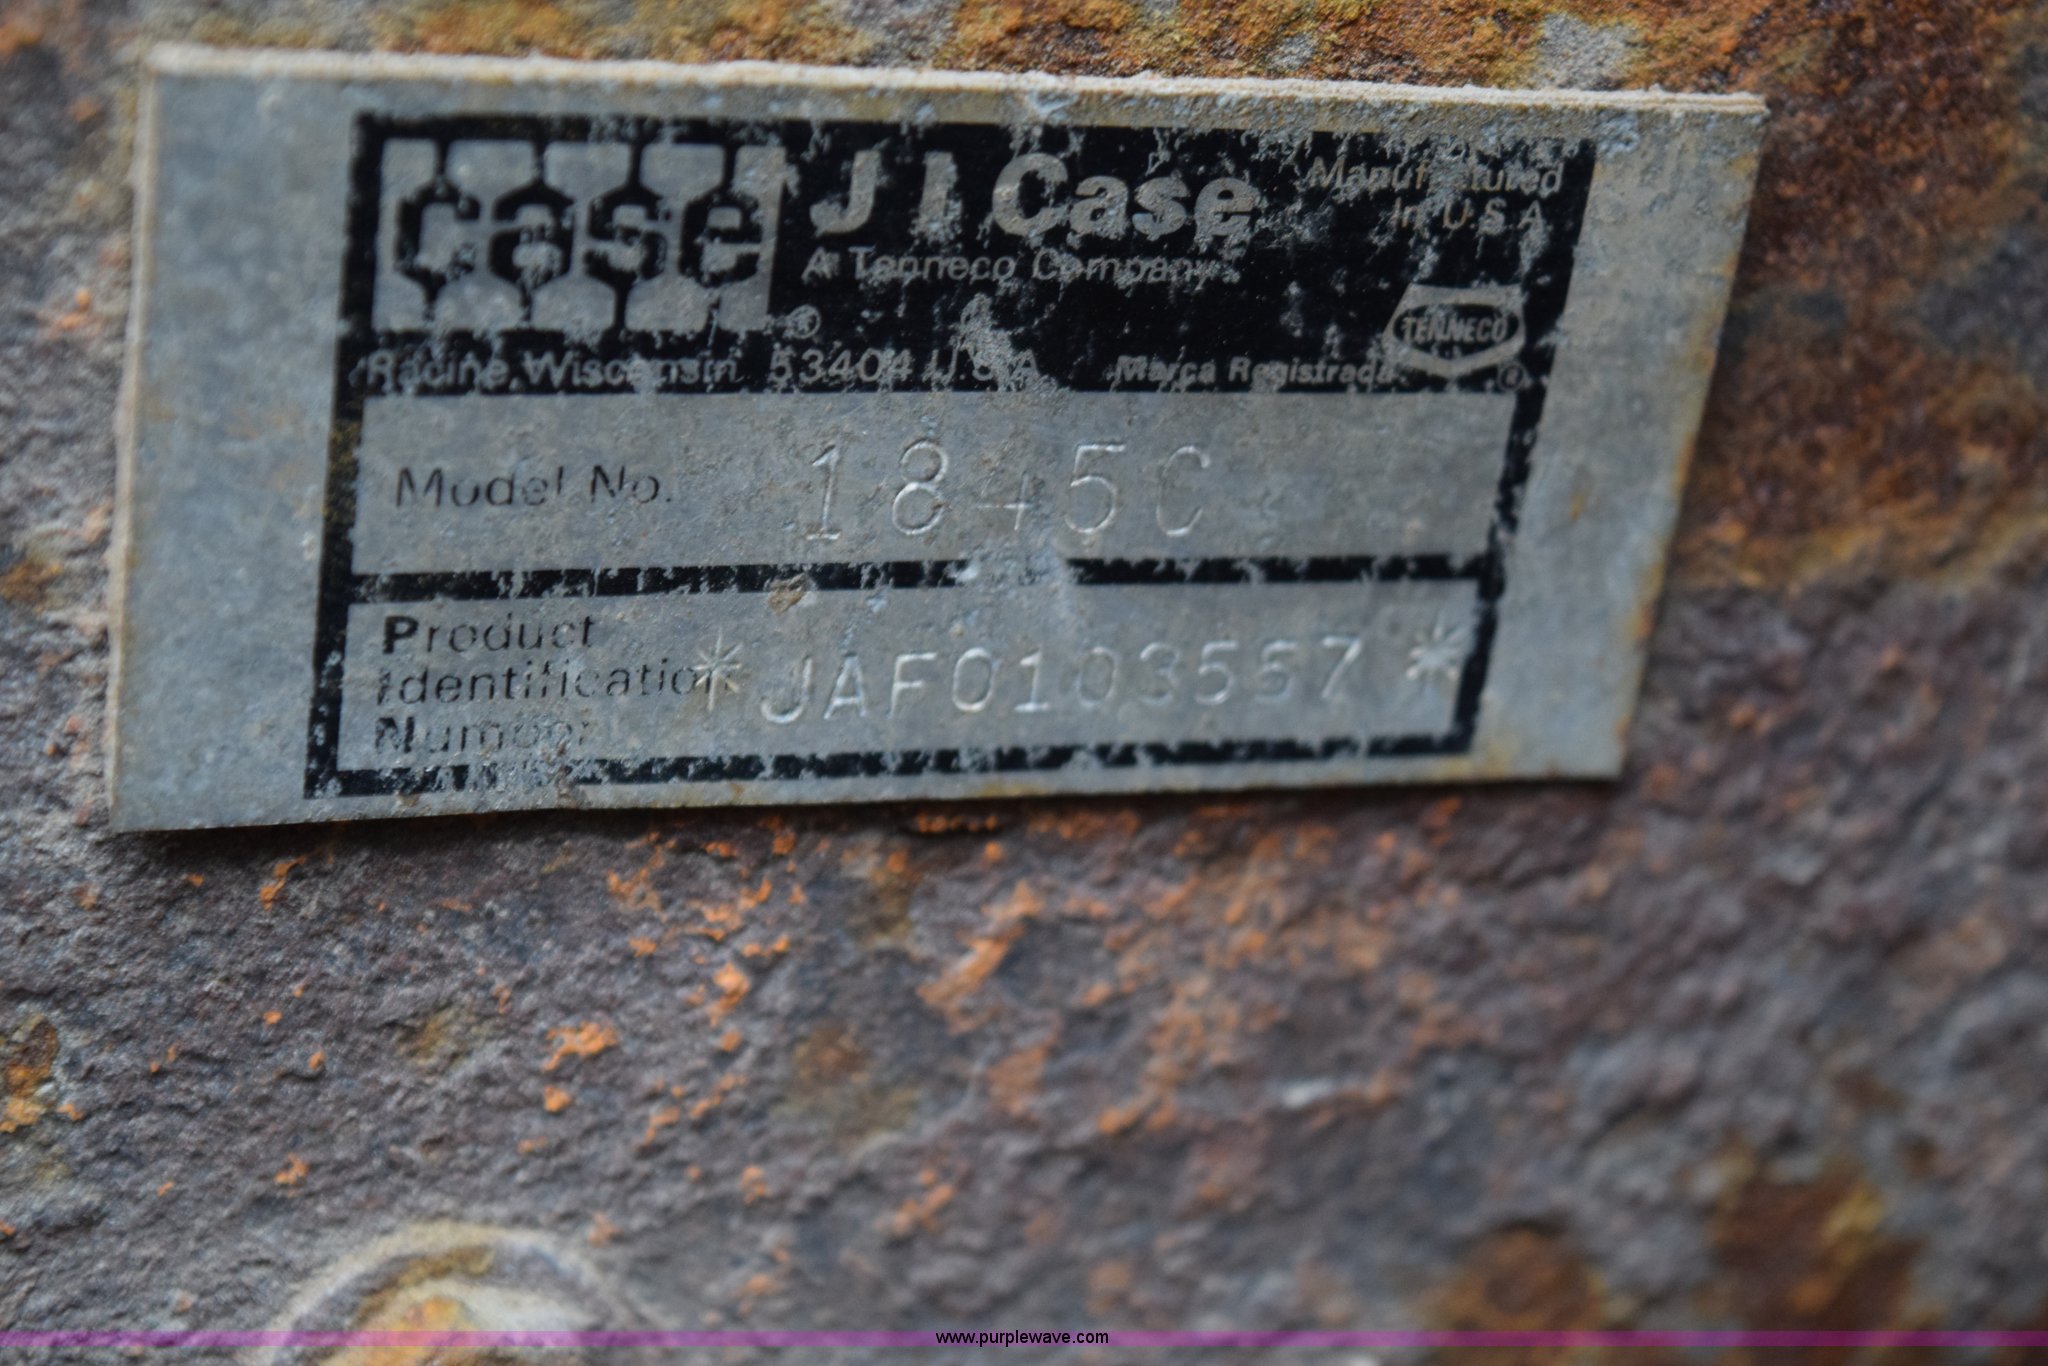 case J I Case
A Tenneco Company
Manufactured
In U.S.A.
TENNECO
Racine, Wisconsin 53404 U.S.A. Marca Registrada
Model No. 1845C
Product
Identification
Number
*JAF0103557*
www.purplewave.com